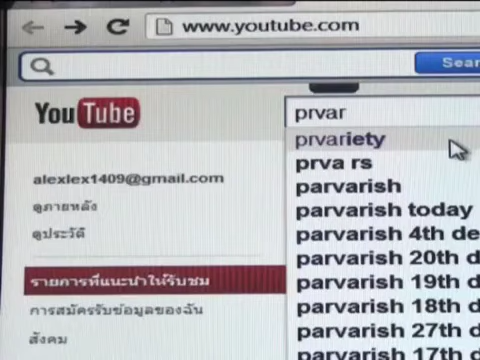 www.youtube.com
Sear
YouTube
prvar
prvariety
prva rs
parvarish
parvarish today
parvarish 4th de
parvarish 20th d
parvarish 19th d
parvarish 18th d
parvarish 27th d
parvarish 17th d
alexlex1409@gmail.com
ดูภายหลัง
ดูประวัติ
รายการที่แนะนำให้รับชม
การสมัครรับข้อมูลของฉัน
สังคม